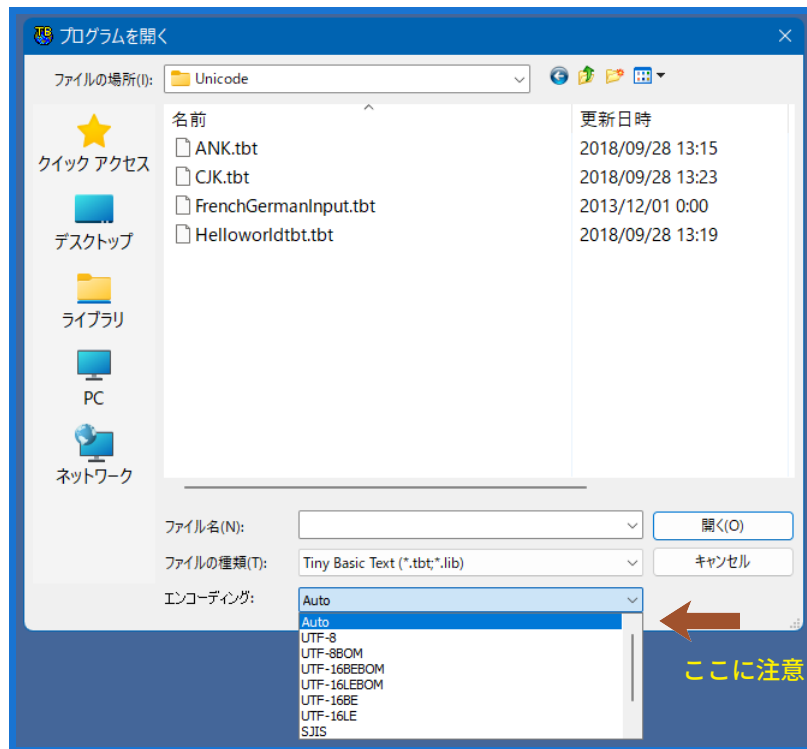 プログラムを開く
ファイルの場所(I): Unicode
名前 更新日時
ANK.tbt 2018/09/28 13:15
CJK.tbt 2018/09/28 13:23
FrenchGermanInput.tbt 2013/12/01 0:00
Helloworldtbt.tbt 2018/09/28 13:19
クイック アクセス
デスクトップ
ライブラリ
PC
ネットワーク
ファイル名(N): 開く(O)
ファイルの種類(T): Tiny Basic Text (*.tbt;*.lib) キャンセル
エンコーディング: Auto
Auto
UTF-8
UTF-8BOM
UTF-16BEBOM
UTF-16LEBOM
UTF-16BE
UTF-16LE
SJIS
ここに注意